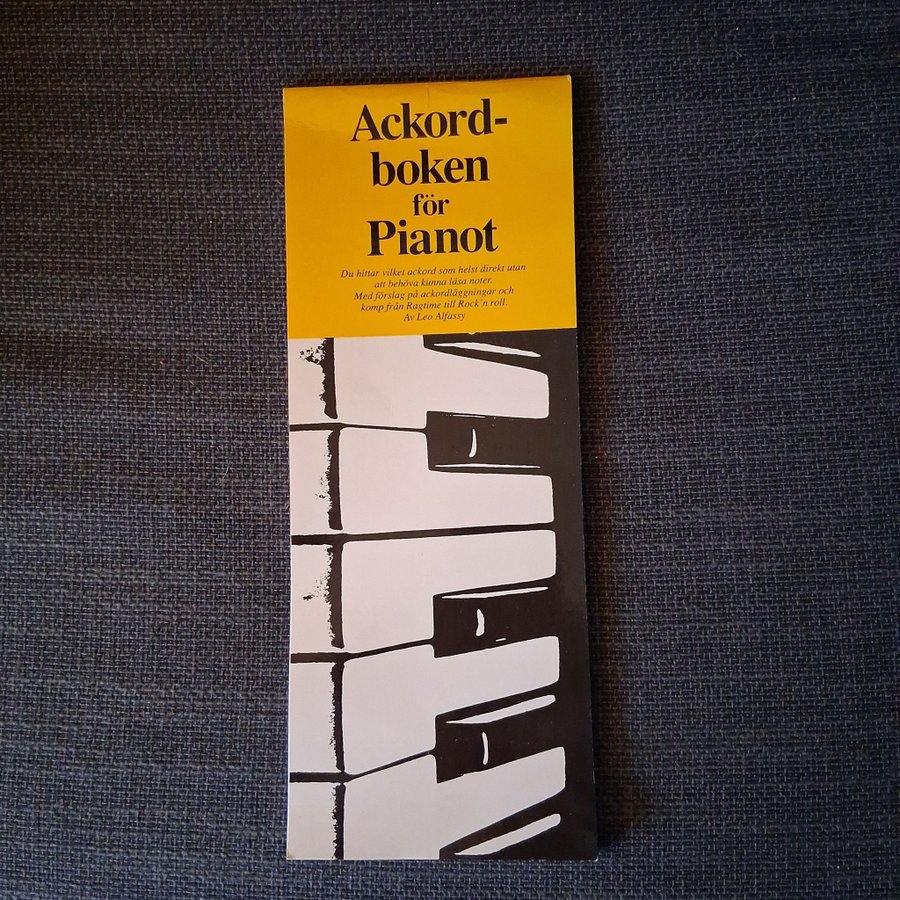 Ackord-
boken
för
Pianot
Du hittar vilket ackord som helst direkt utan
att behöva kunna läsa noter.
Med förslag på ackordläggningar och
komp från Ragtime till Rock'n roll.
Av Leo Alfassy